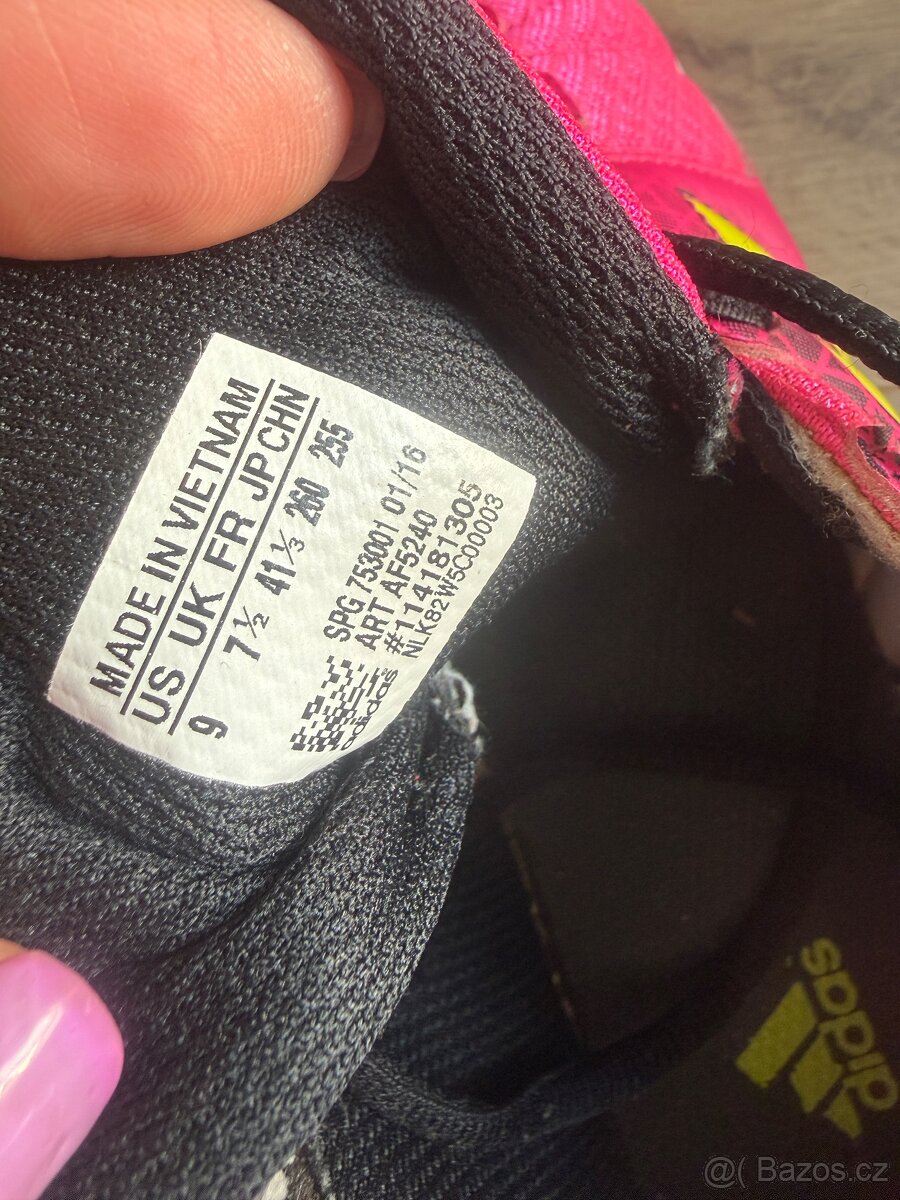 MADE IN VIETNAM
US UK FR JP CHN
9 7½ 41⅓ 260 255
SPG 753001 01/16
ART AF5240
#114181305
NLK82W5C00003
adidas
adidas
@( Bazos.cz